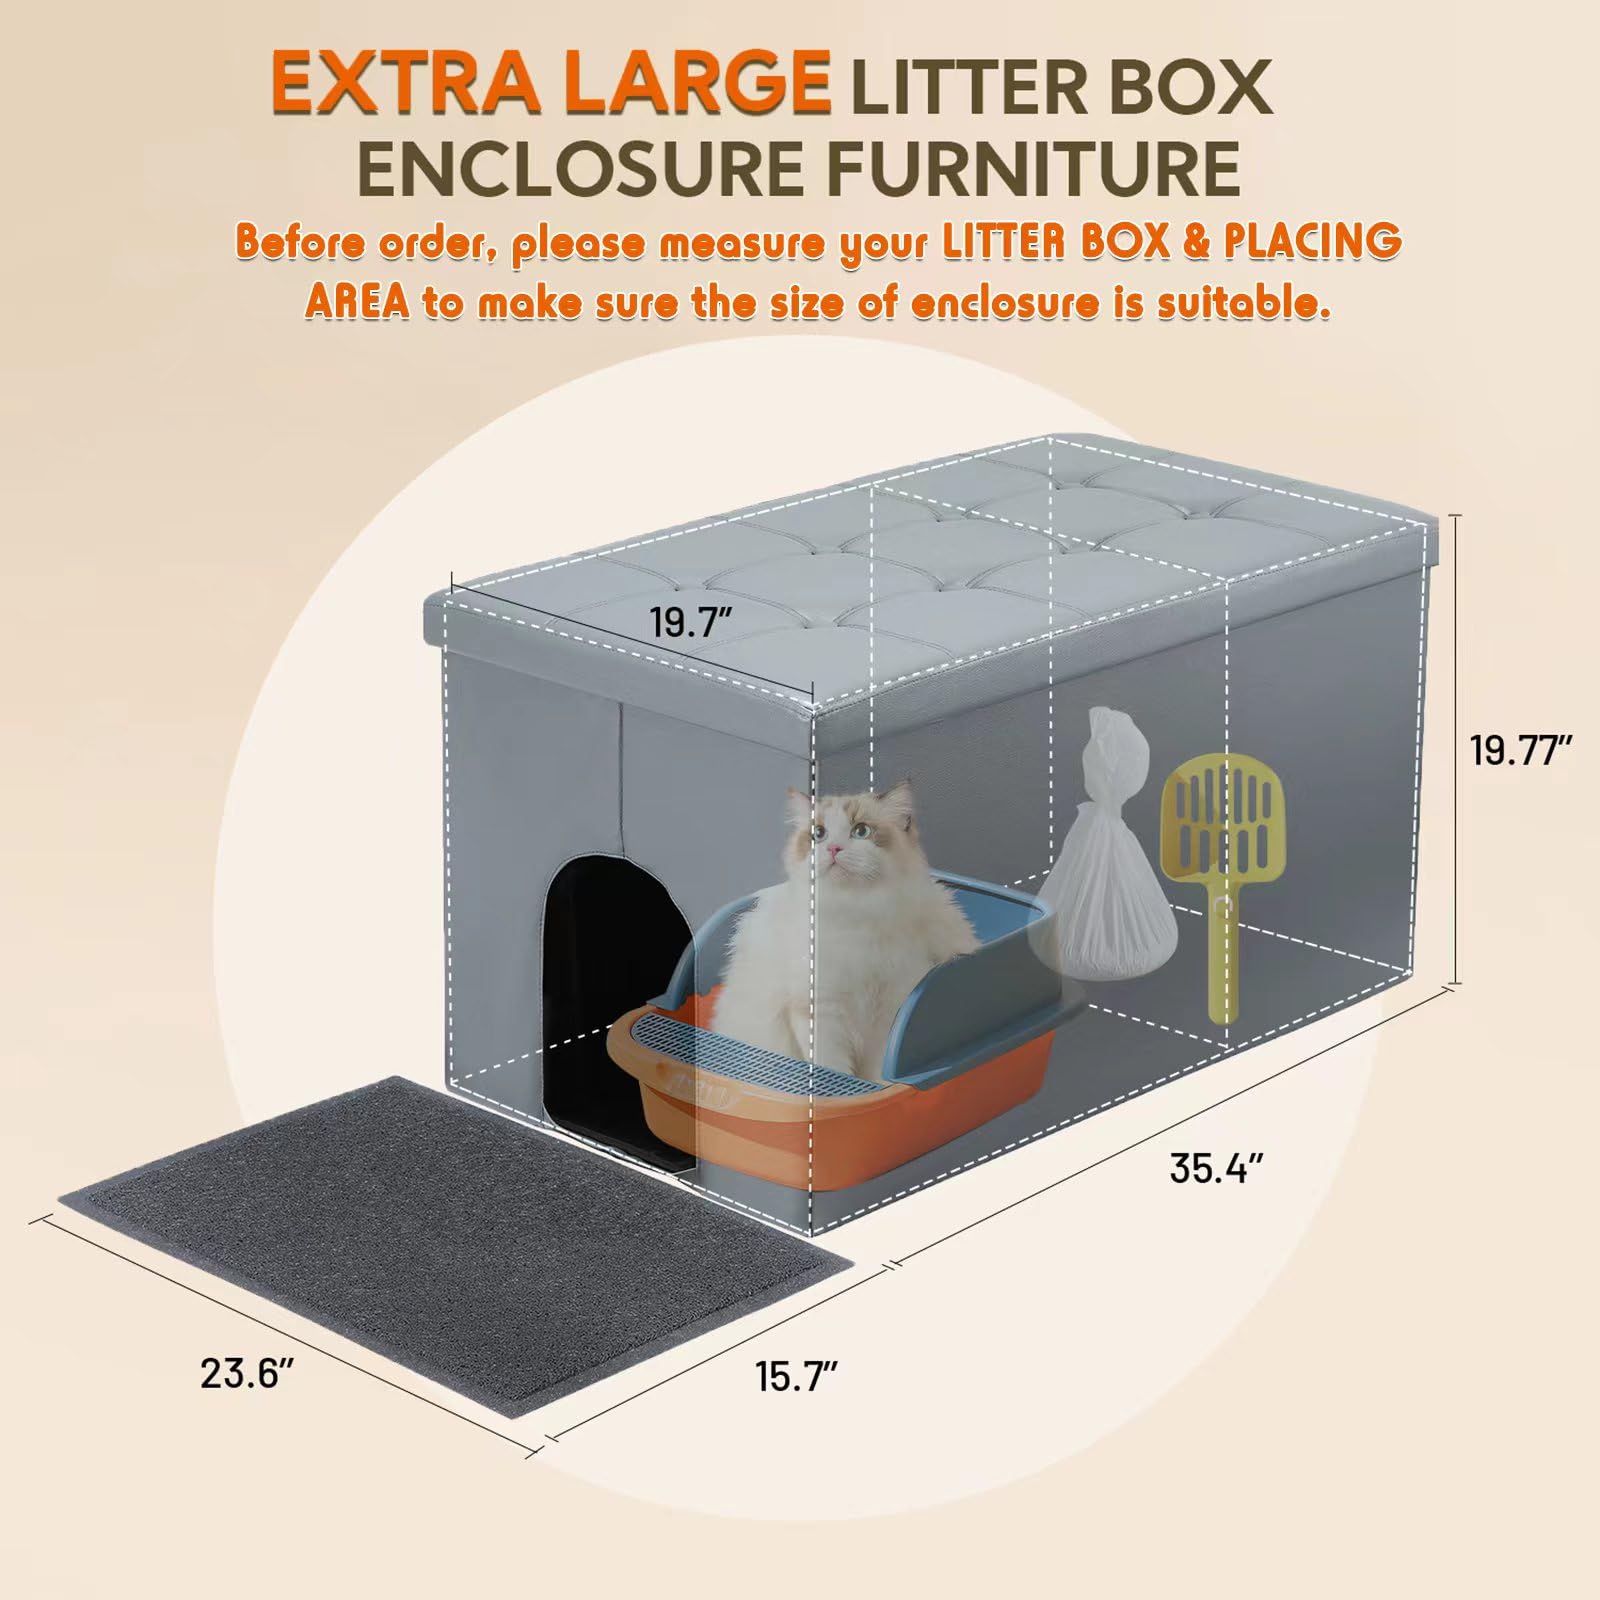 EXTRA LARGE LITTER BOX
ENCLOSURE FURNITURE
Before order, please measure your LITTER BOX & PLACING
AREA to make sure the size of enclosure is suitable.
19.7"
19.77"
35.4"
23.6"
15.7"